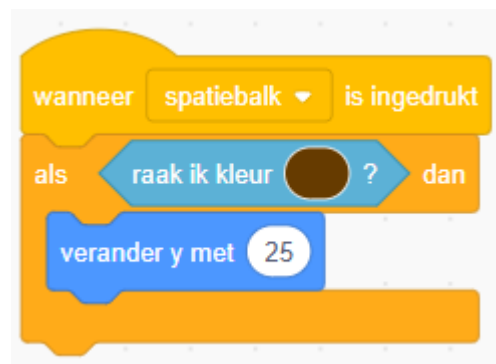 wanneer spatiebalk is ingedrukt
als raak ik kleur ? dan
verander y met 25